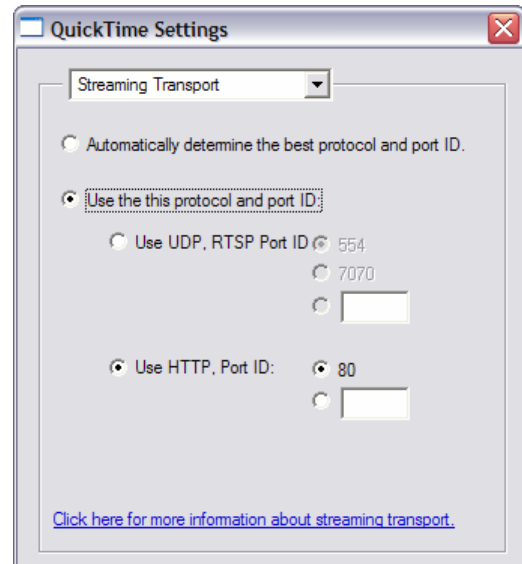 QuickTime Settings
Streaming Transport
Automatically determine the best protocol and port ID.
Use the this protocol and port ID:
Use UDP, RTSP Port ID 554
7070
Use HTTP, Port ID: 80
Click here for more information about streaming transport.